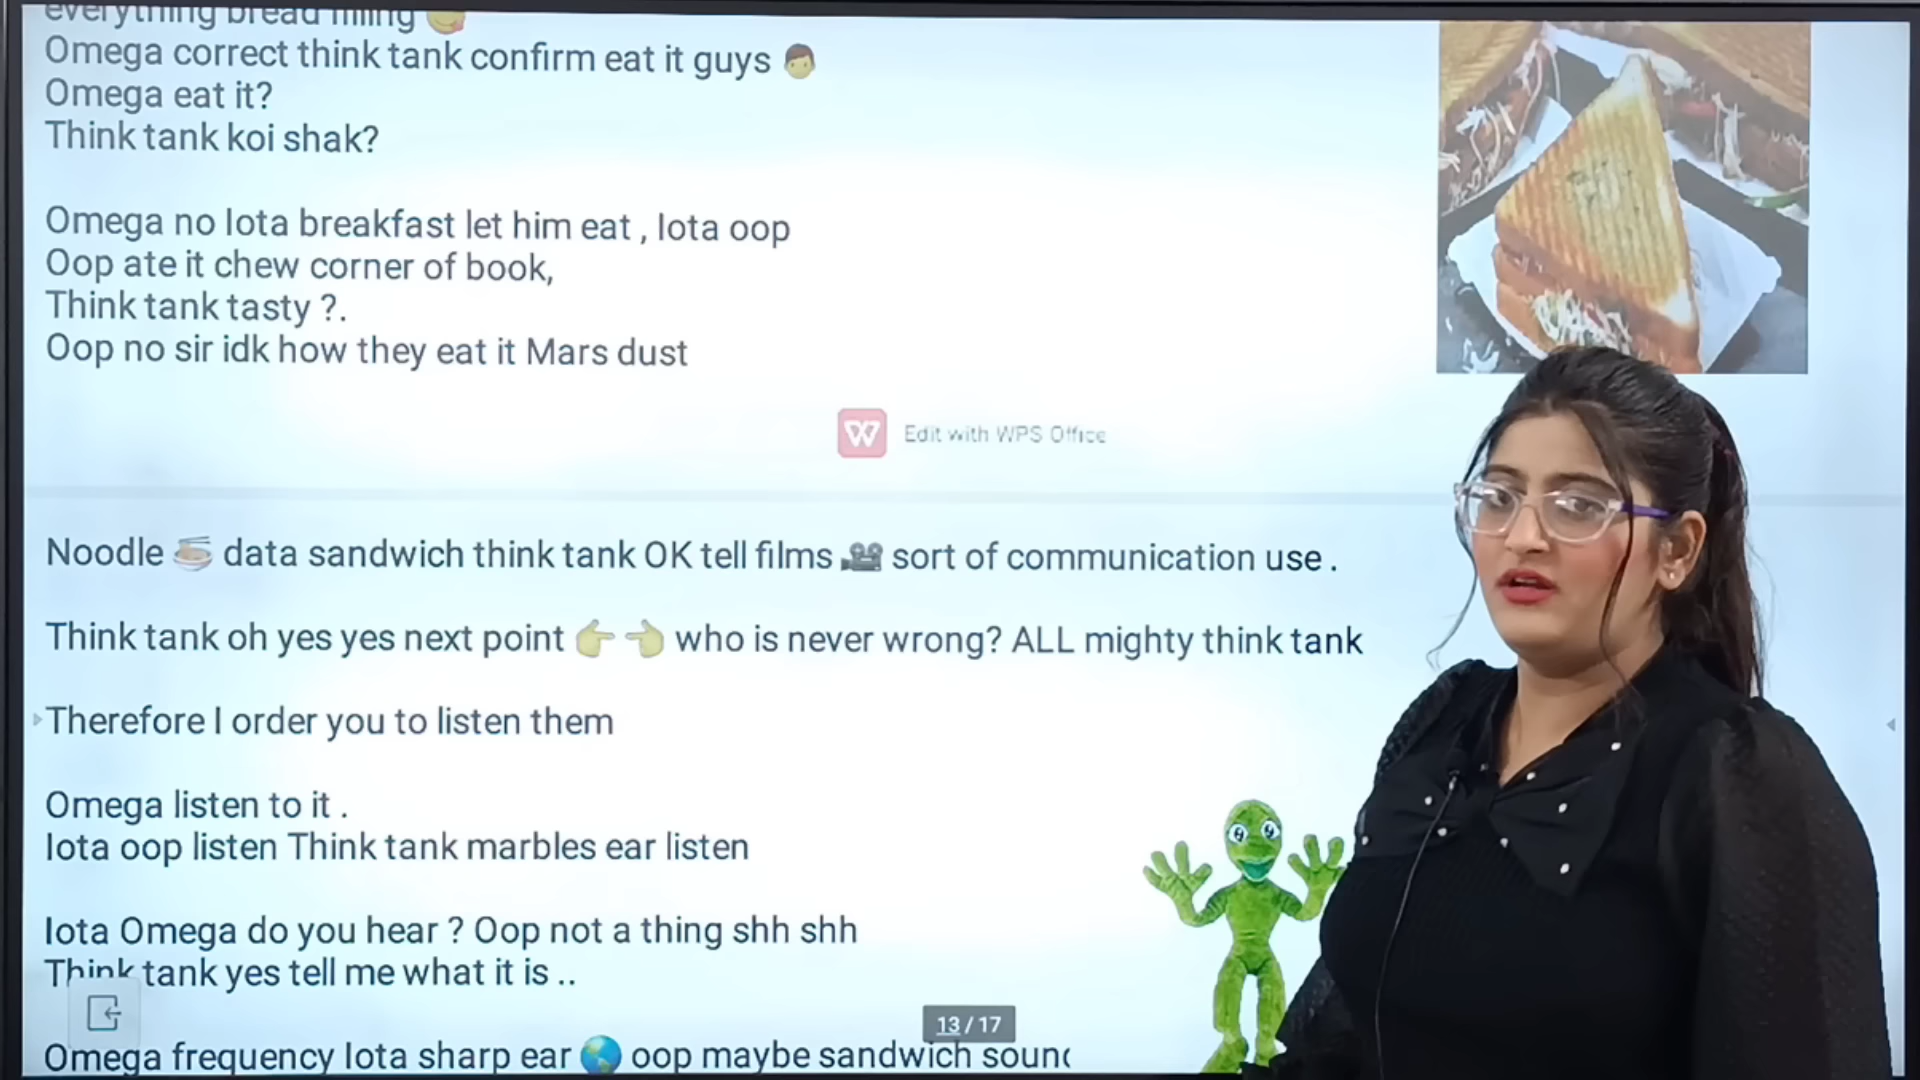 everything bread filling
Omega correct think tank confirm eat it guys
Omega eat it?
Think tank koi shak?
Omega no Iota breakfast let him eat , Iota oop
Oop ate it chew corner of book,
Think tank tasty ?.
Oop no sir idk how they eat it Mars dust
Edit with WPS Office
Noodle data sandwich think tank OK tell films sort of communication use .
Think tank oh yes yes next point who is never wrong? ALL mighty think tank
Therefore I order you to listen them
Omega listen to it .
Iota oop listen Think tank marbles ear listen
Iota Omega do you hear ? Oop not a thing shh shh
Think tank yes tell me what it is ..
13 / 17
Omega frequency Iota sharp ear oop maybe sandwich